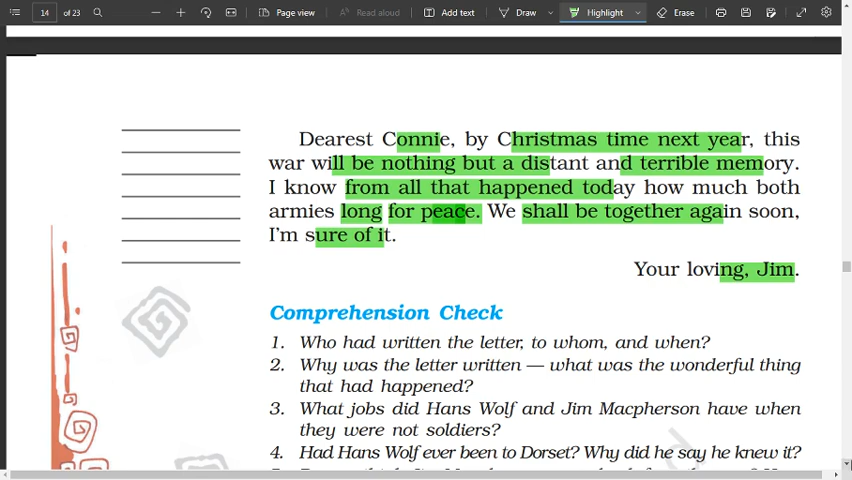 14 of 23 Page view Read aloud Add text Draw Highlight Erase
Dearest Connie, by Christmas time next year, this
war will be nothing but a distant and terrible memory.
I know from all that happened today how much both
armies long for peace. We shall be together again soon,
I'm sure of it.
Your loving, Jim.
Comprehension Check
1. Who had written the letter, to whom, and when?
2. Why was the letter written — what was the wonderful thing
that had happened?
3. What jobs did Hans Wolf and Jim Macpherson have when
they were not soldiers?
4. Had Hans Wolf ever been to Dorset? Why did he say he knew it?